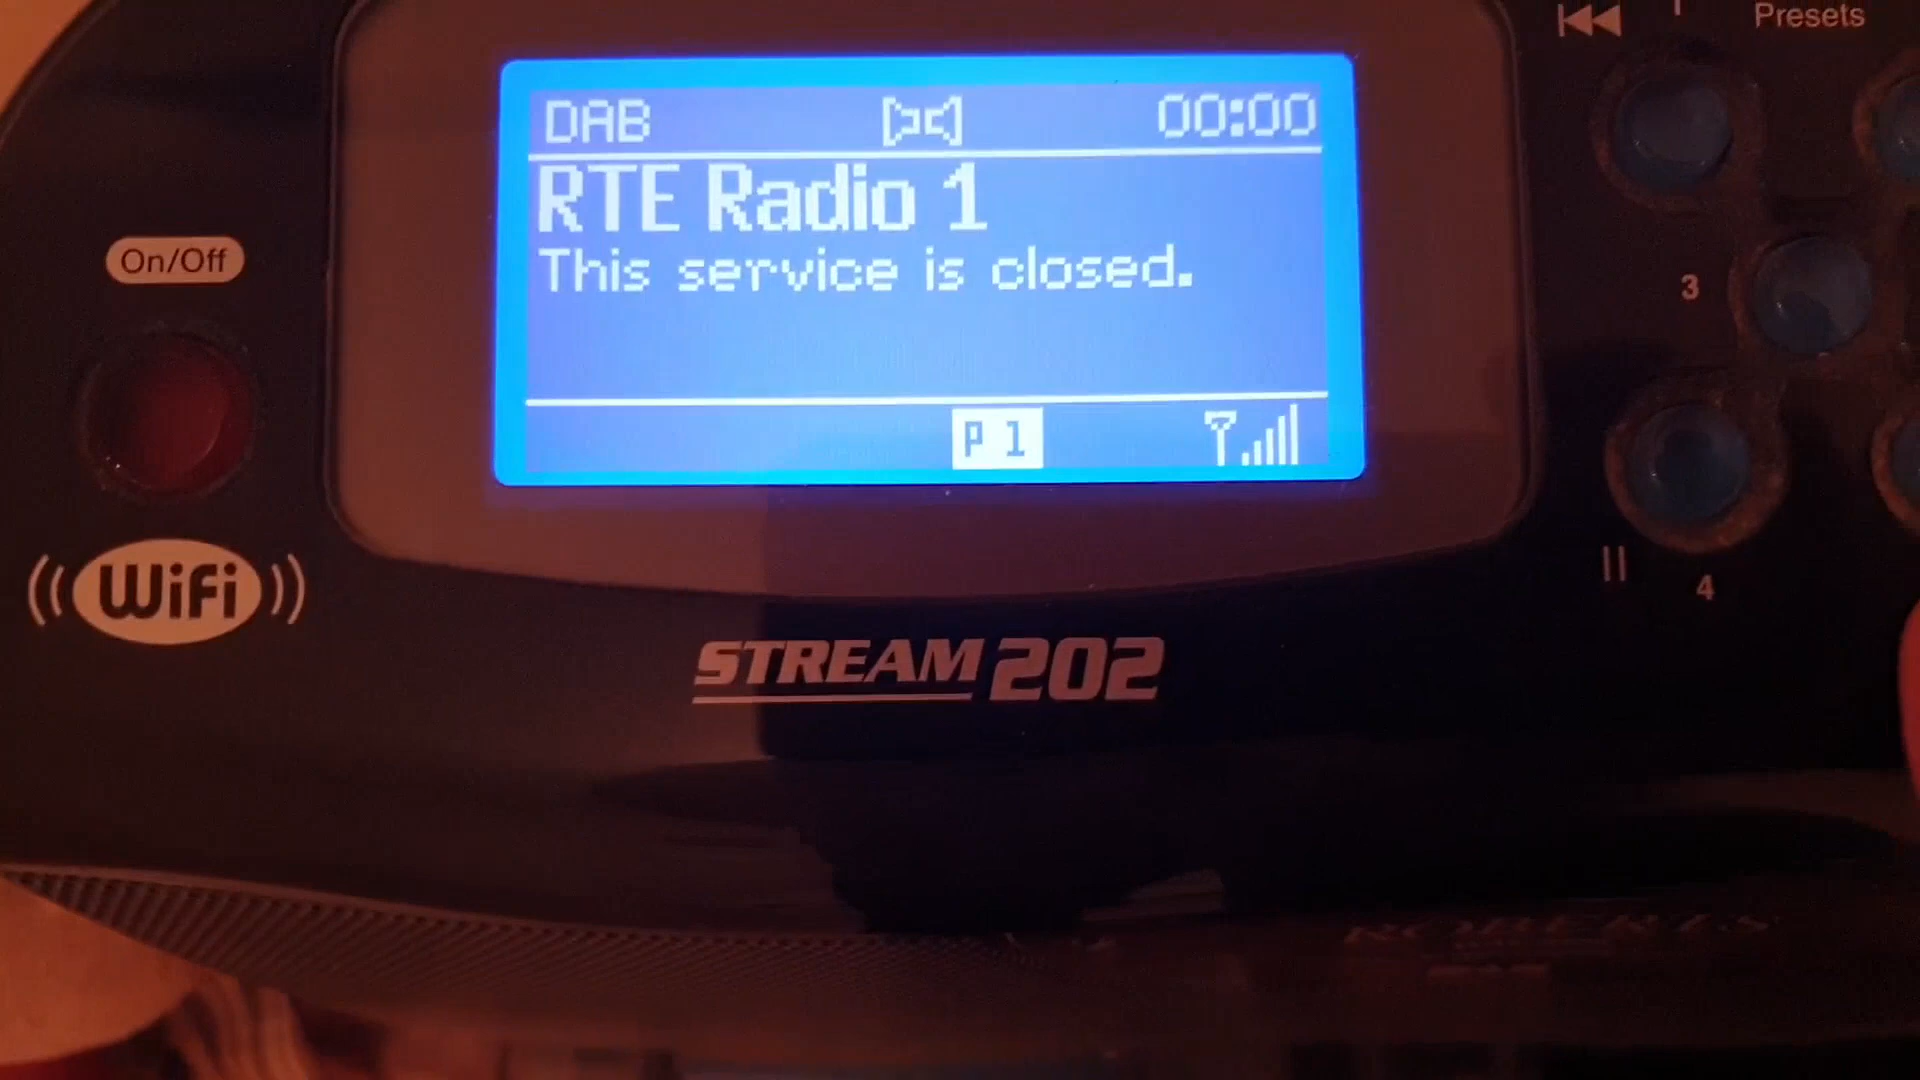 Presets
DAB 00:00
RTE Radio 1
This service is closed.
P 1
On/Off
3
4
WiFi
STREAM 202
ROBERTS